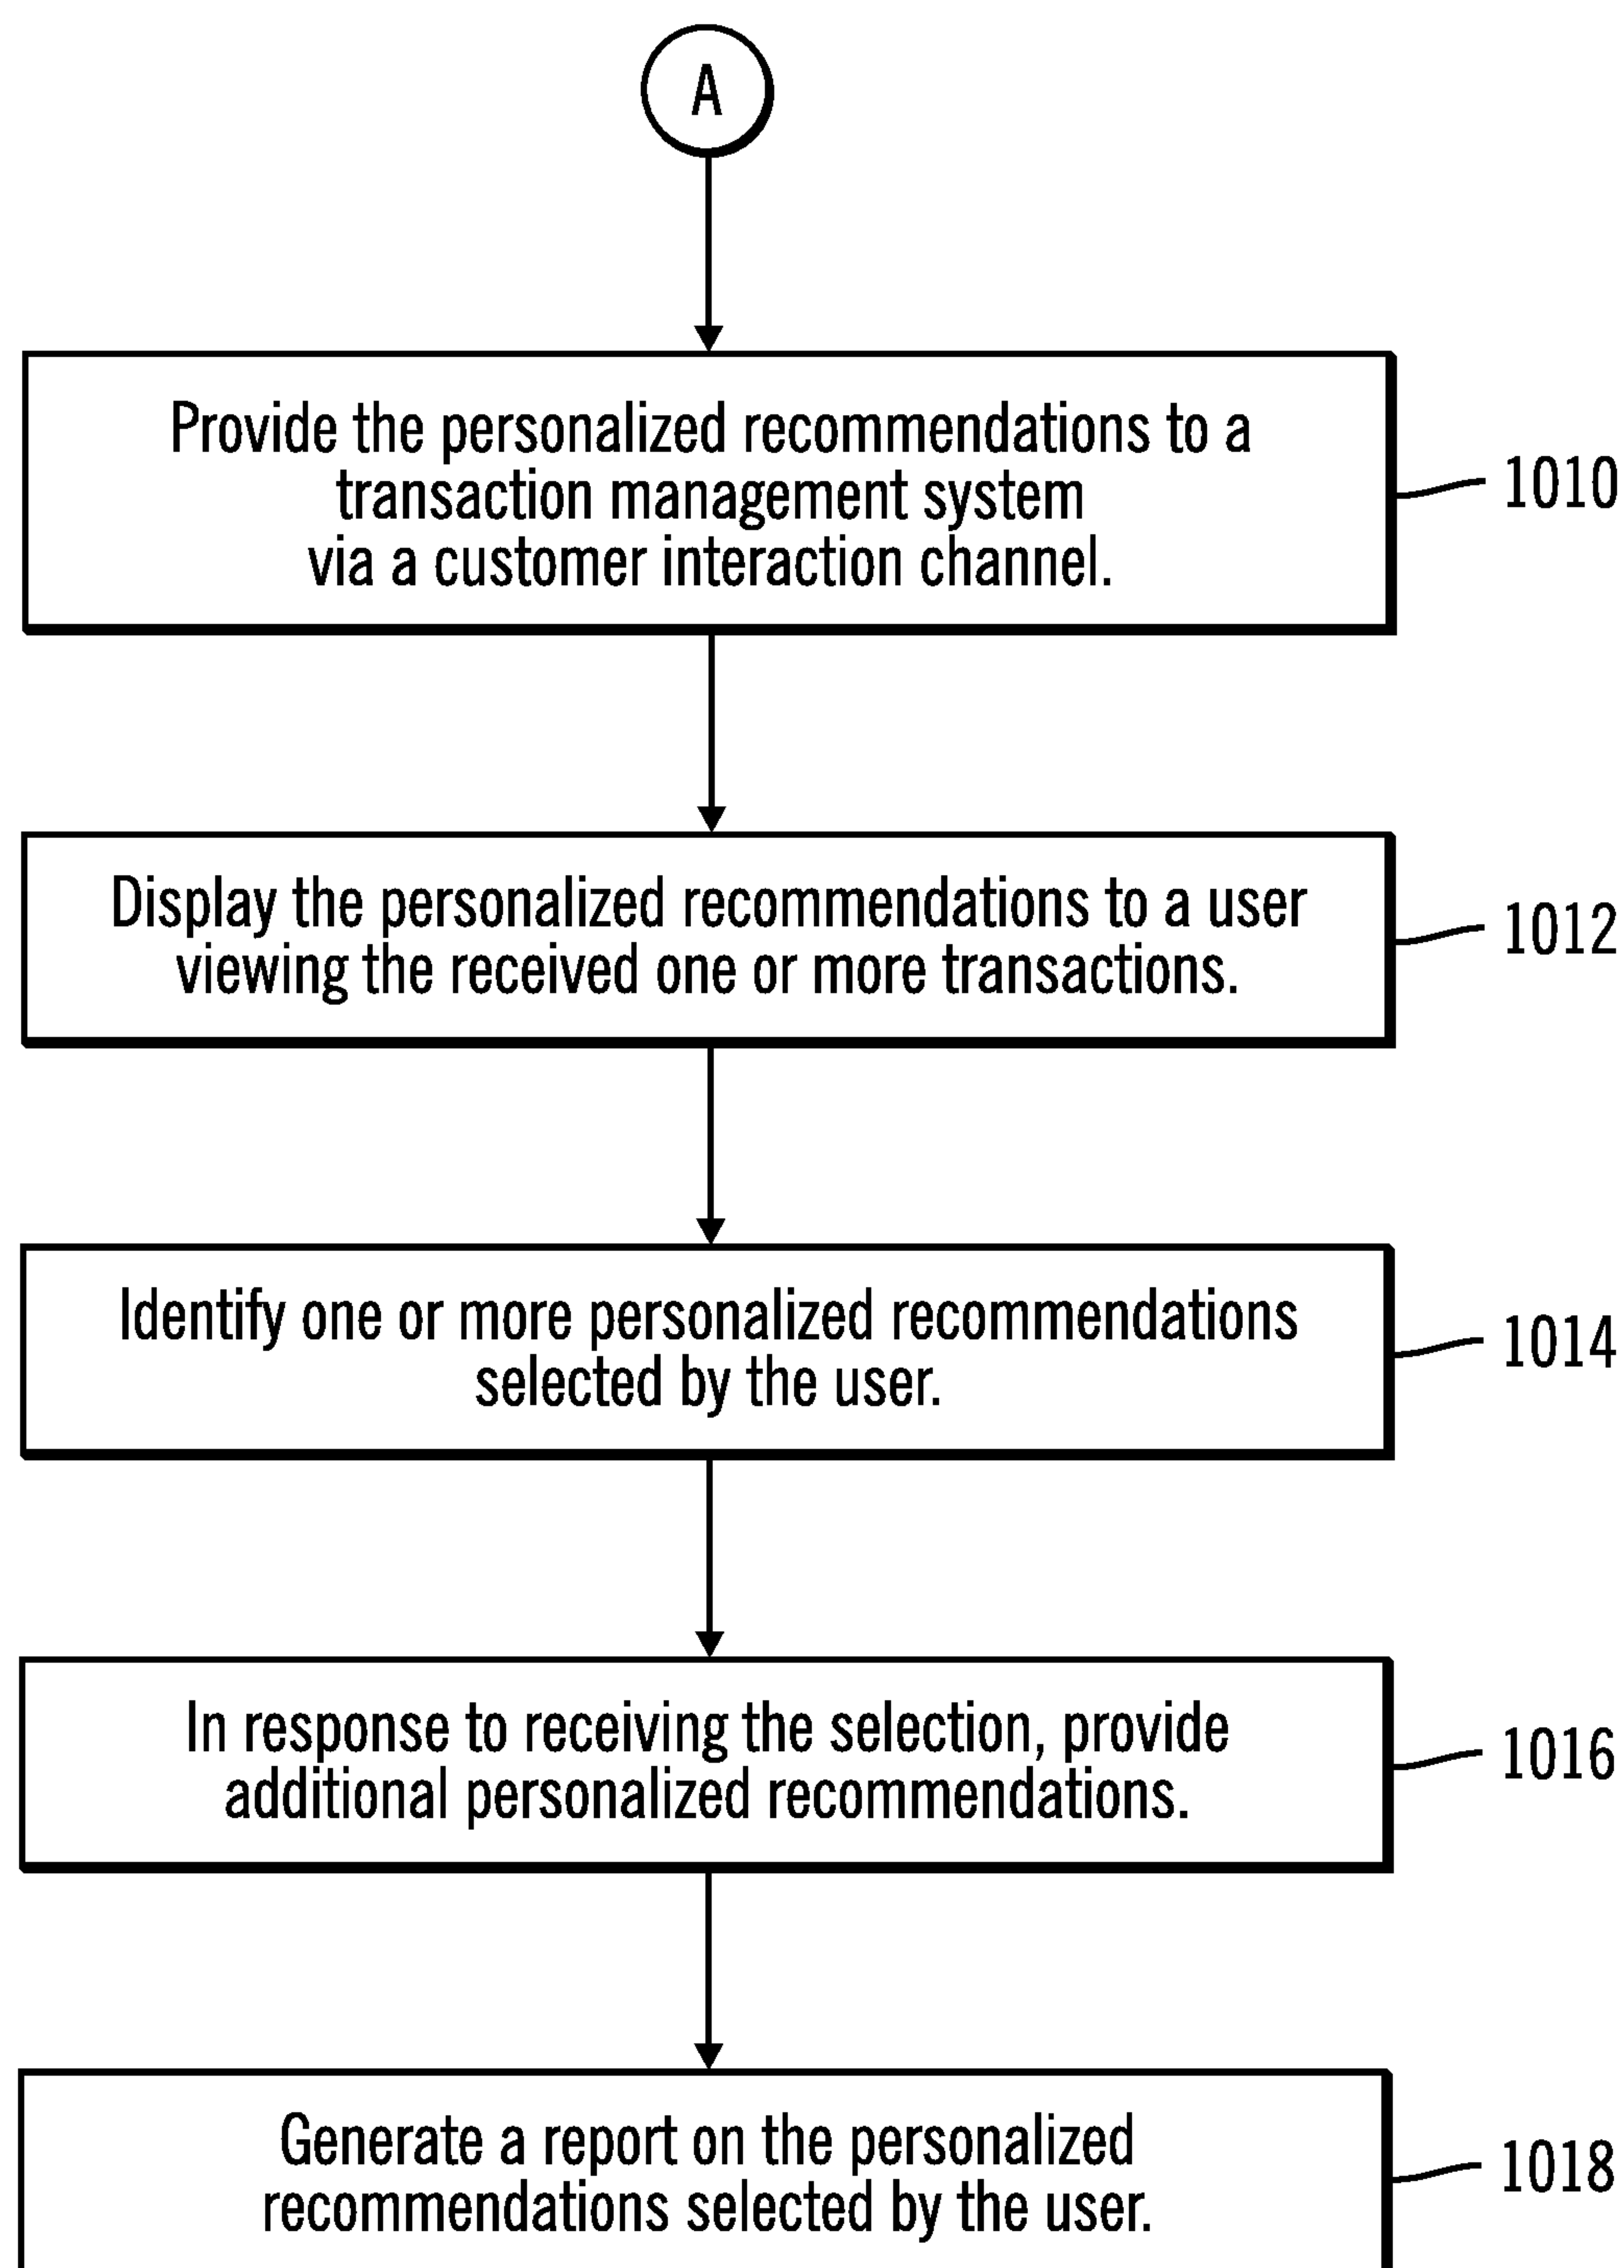 A
Provide the personalized recommendations to a
transaction management system
via a customer interaction channel.
1010
Display the personalized recommendations to a user
viewing the received one or more transactions.
1012
Identify one or more personalized recommendations
selected by the user.
1014
In response to receiving the selection, provide
additional personalized recommendations.
1016
Generate a report on the personalized
recommendations selected by the user.
1018